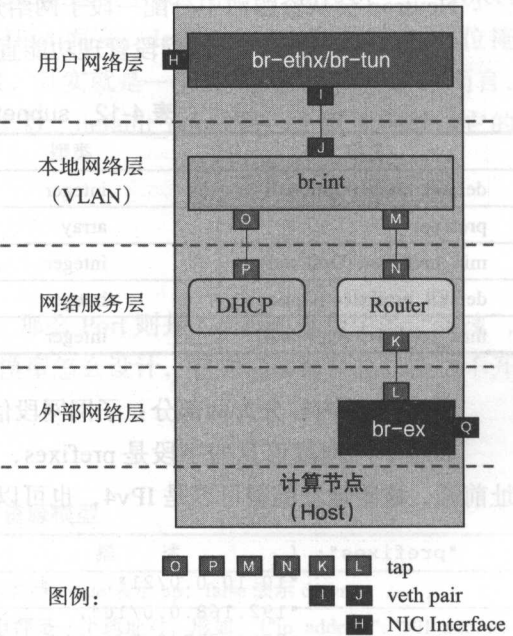 用户网络层
H
br-ethx/br-tun
I
J
本地网络层
(VLAN)
br-int
O
M
P
N
网络服务层
DHCP
Router
K
L
外部网络层
br-ex
Q
计算节点
(Host)
图例:
O P M N K L tap
I J veth pair
H NIC Interface